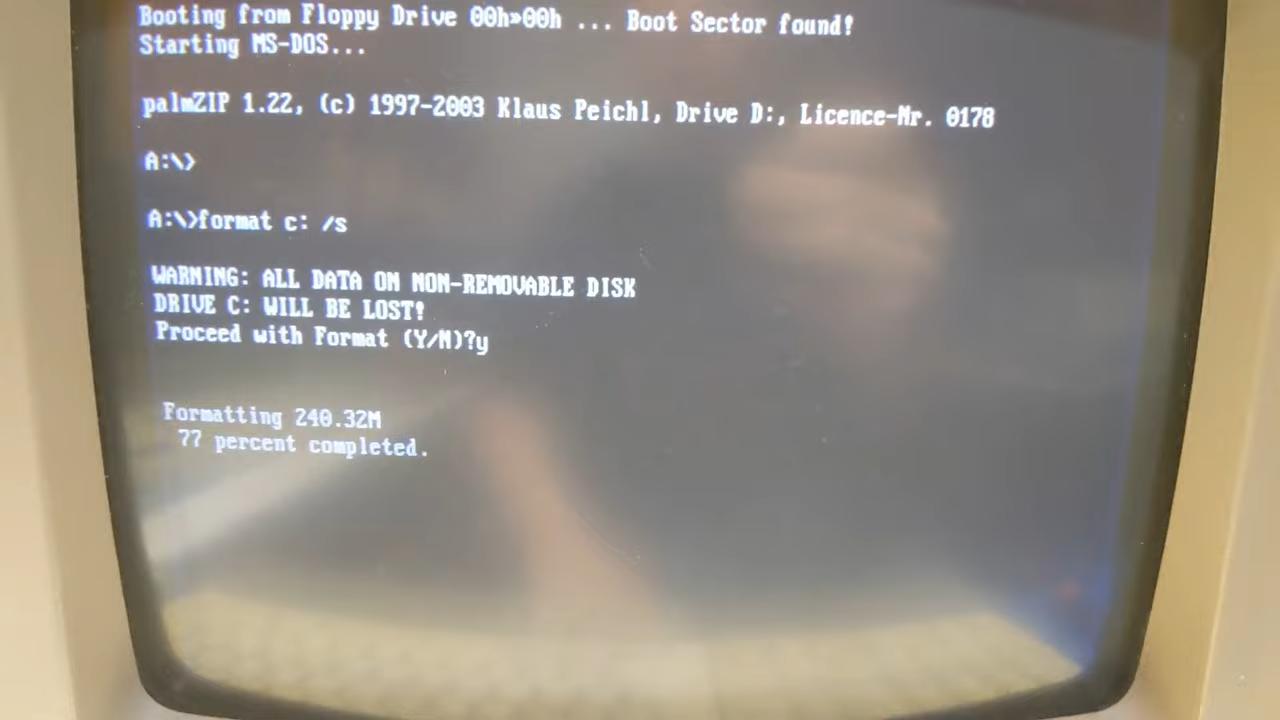 Booting from Floppy Drive 00h»00h ... Boot Sector found!
Starting MS-DOS...
palmZIP 1.22, (c) 1997-2003 Klaus Peichl, Drive D:, Licence-Nr. 0178
A:\>
A:\>format c: /s
WARNING: ALL DATA ON NON-REMOVABLE DISK
DRIVE C: WILL BE LOST!
Proceed with Format (Y/N)?y
Formatting 240.32M
77 percent completed.